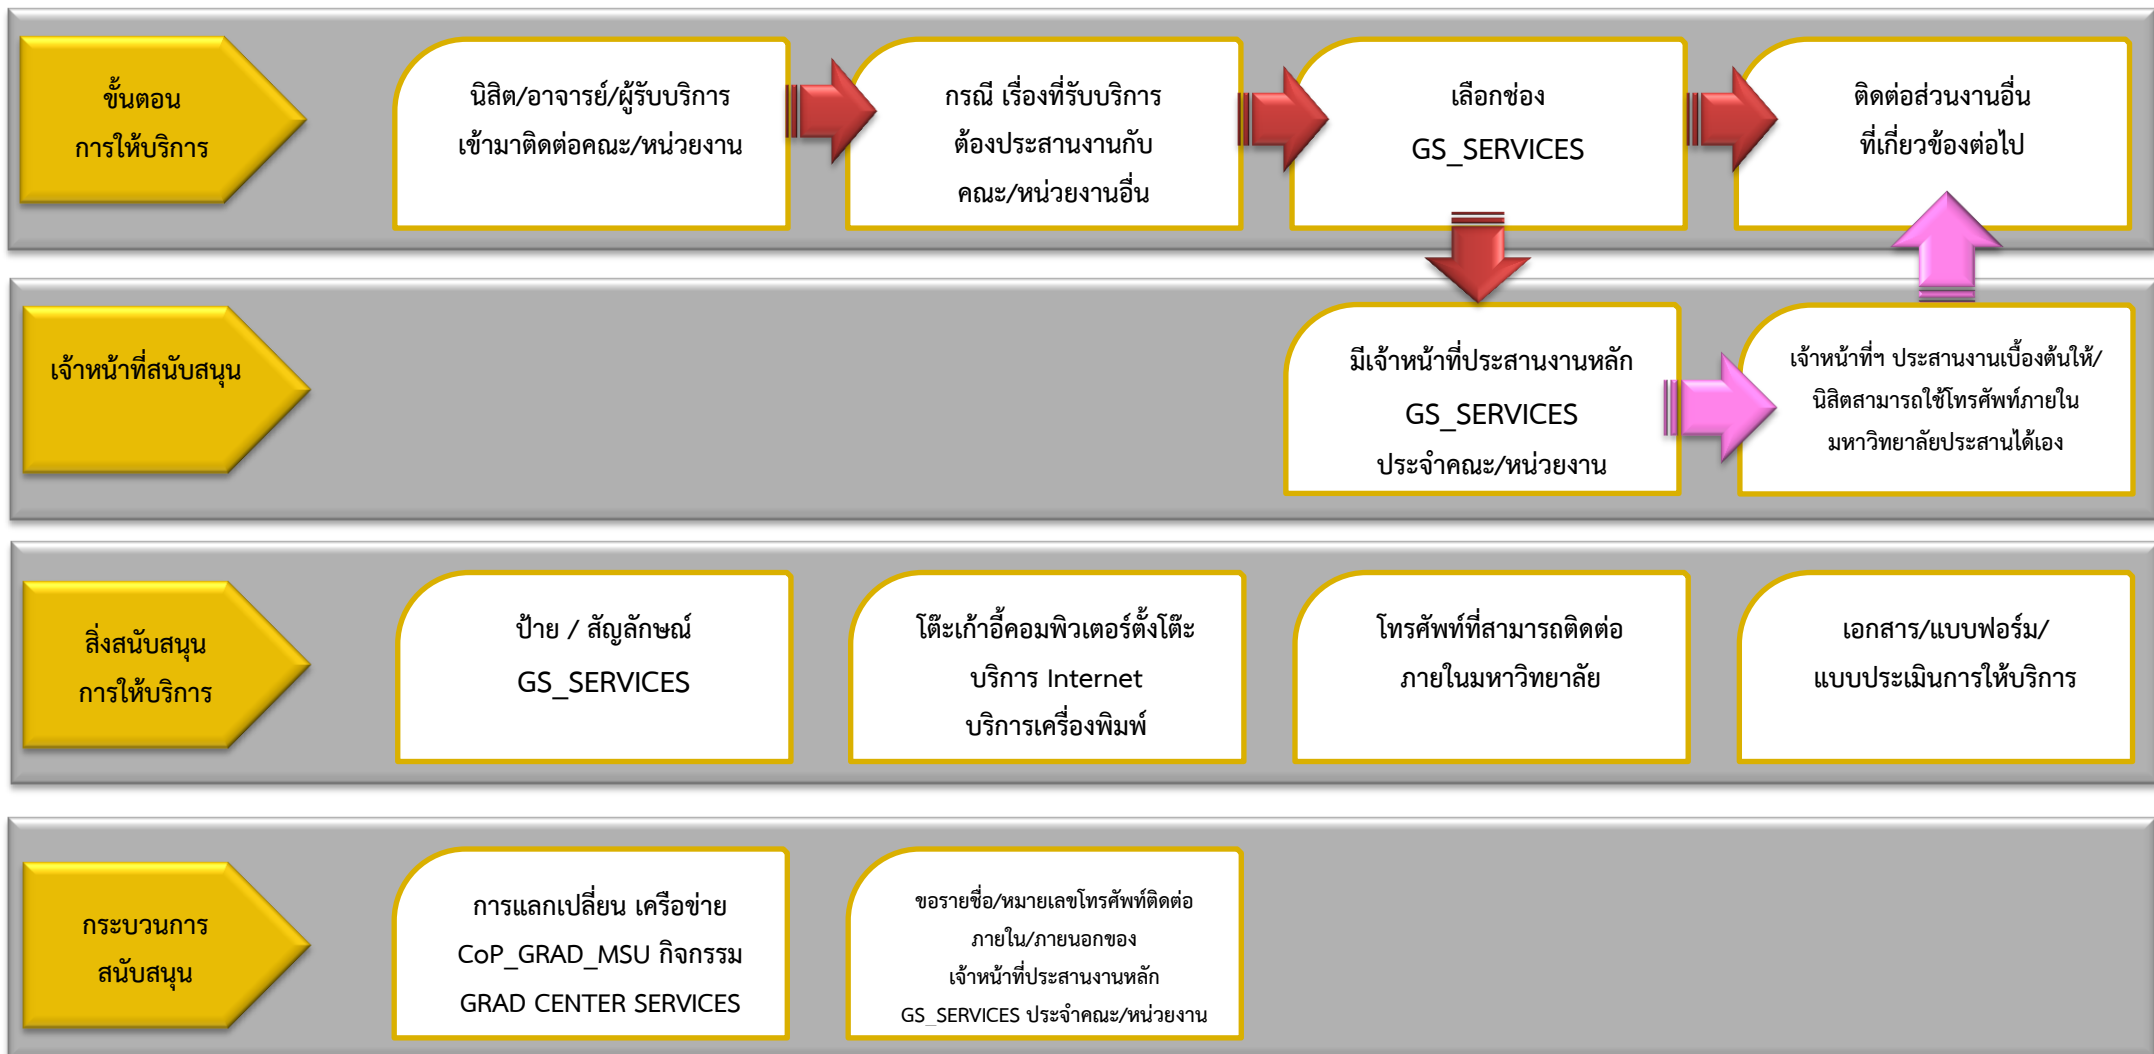 ขั้นตอน
การให้บริการ
นิสิต/อาจารย์/ผู้รับบริการ
เข้ามาติดต่อคณะ/หน่วยงาน
กรณี เรื่องที่รับบริการ
ต้องประสานงานกับ
คณะ/หน่วยงานอื่น
เลือกช่อง
GS_SERVICES
ติดต่อส่วนงานอื่น
ที่เกี่ยวข้องต่อไป
เจ้าหน้าที่สนับสนุน
มีเจ้าหน้าที่ประสานงานหลัก
GS_SERVICES
ประจำคณะ/หน่วยงาน
เจ้าหน้าที่ฯ ประสานงานเบื้องต้นให้/
นิสิตสามารถใช้โทรศัพท์ภายใน
มหาวิทยาลัยประสานได้เอง
สิ่งสนับสนุน
การให้บริการ
ป้าย / สัญลักษณ์
GS_SERVICES
โต๊ะเก้าอี้คอมพิวเตอร์ตั้งโต๊ะ
บริการ Internet
บริการเครื่องพิมพ์
โทรศัพท์ที่สามารถติดต่อ
ภายในมหาวิทยาลัย
เอกสาร/แบบฟอร์ม/
แบบประเมินการให้บริการ
กระบวนการ
สนับสนุน
การแลกเปลี่ยน เครือข่าย
CoP_GRAD_MSU กิจกรรม
GRAD CENTER SERVICES
ขอรายชื่อ/หมายเลขโทรศัพท์ติดต่อ
ภายใน/ภายนอกของ
เจ้าหน้าที่ประสานงานหลัก
GS_SERVICES ประจำคณะ/หน่วยงาน